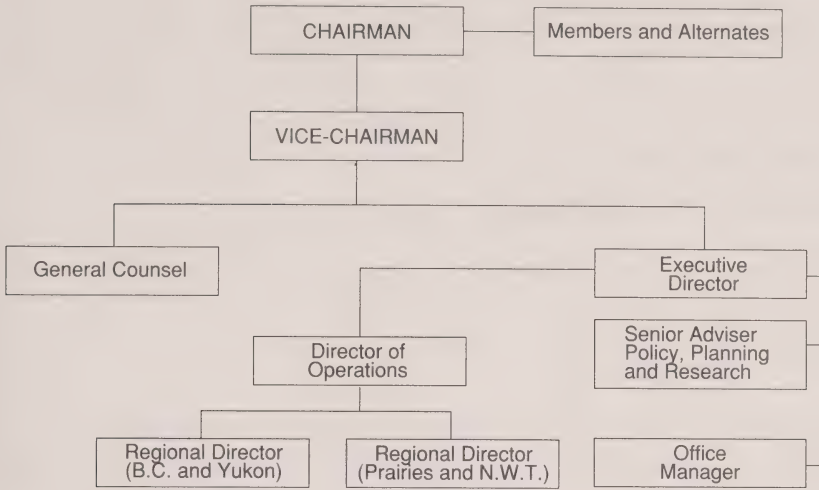 CHAIRMAN
Members and Alternates
VICE-CHAIRMAN
General Counsel
Executive
Director
Senior Adviser
Policy, Planning
and Research
Director of
Operations
Regional Director
(B.C. and Yukon)
Regional Director
(Prairies and N.W.T.)
Office
Manager